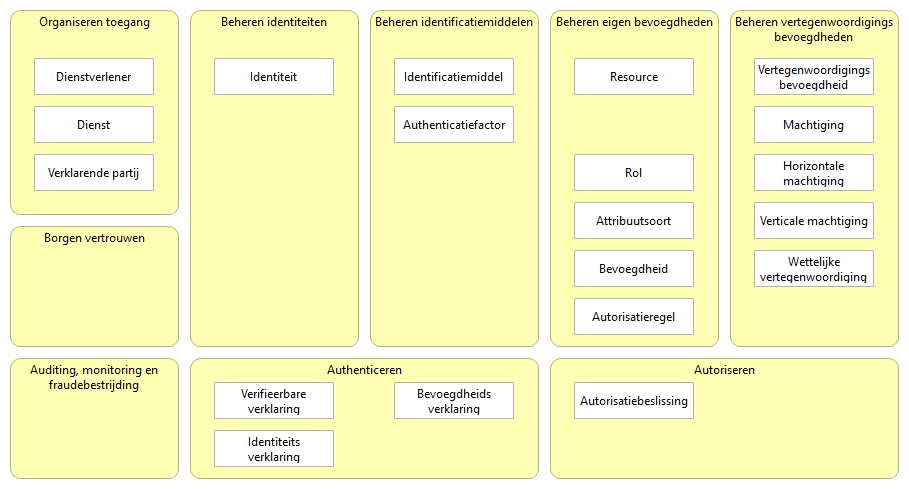 Organiseren toegang
Dienstverlener
Dienst
Verklarende partij
Beheren identiteiten
Identiteit
Beheren identificatiemiddelen
Identificatiemiddel
Authenticatiefactor
Beheren eigen bevoegdheden
Resource
Rol
Attribuutsoort
Bevoegdheid
Autorisatieregel
Beheren vertegenwoordigings
bevoegdheden
Vertegenwoordigings
bevoegdheid
Machtiging
Horizontale
machtiging
Verticale machtiging
Wettelijke
vertegenwoordiging
Borgen vertrouwen
Auditing, monitoring en
fraudebestrijding
Authenticeren
Verifieerbare
verklaring
Identiteits
verklaring
Bevoegdheids
verklaring
Autoriseren
Autorisatiebeslissing